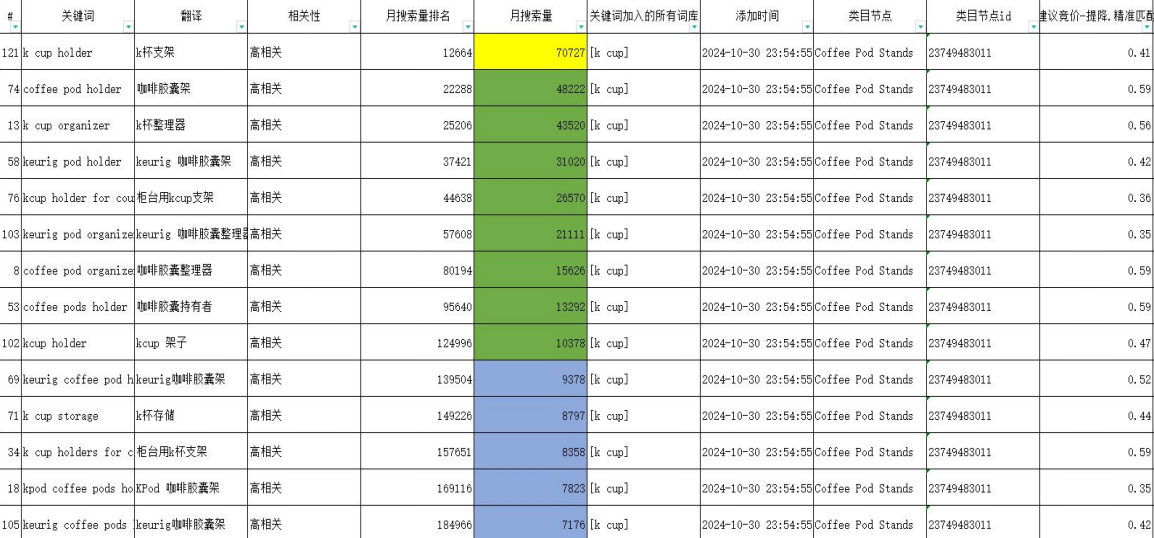 # 关键词 翻译 相关性 月搜索量排名 月搜索量 关键词加入的所有词库 添加时间 类目节点 类目节点id 建议竞价-提降,精准匹配
121 k cup holder k杯支架 高相关 12664 70727 [k cup] 2024-10-30 23:54:55 Coffee Pod Stands 23749483011 0.41
74 coffee pod holder 咖啡胶囊架 高相关 22288 48222 [k cup] 2024-10-30 23:54:55 Coffee Pod Stands 23749483011 0.59
13 k cup organizer k杯整理器 高相关 25206 43520 [k cup] 2024-10-30 23:54:55 Coffee Pod Stands 23749483011 0.56
58 keurig pod holder keurig 咖啡胶囊架 高相关 37421 31020 [k cup] 2024-10-30 23:54:55 Coffee Pod Stands 23749483011 0.42
76 kcup holder for cou 柜台用kcup支架 高相关 44638 26570 [k cup] 2024-10-30 23:54:55 Coffee Pod Stands 23749483011 0.36
103 keurig pod organize keurig 咖啡胶囊整理器 高相关 57608 21111 [k cup] 2024-10-30 23:54:55 Coffee Pod Stands 23749483011 0.35
8 coffee pod organize 咖啡胶囊整理器 高相关 80194 15626 [k cup] 2024-10-30 23:54:55 Coffee Pod Stands 23749483011 0.59
53 coffee pods holder 咖啡胶囊持有者 高相关 95640 13292 [k cup] 2024-10-30 23:54:55 Coffee Pod Stands 23749483011 0.59
102 kcup holder kcup 架子 高相关 124996 10378 [k cup] 2024-10-30 23:54:55 Coffee Pod Stands 23749483011 0.47
69 keurig coffee pod h keurig咖啡胶囊架 高相关 139504 9378 [k cup] 2024-10-30 23:54:55 Coffee Pod Stands 23749483011 0.52
71 k cup storage k杯存储 高相关 149226 8797 [k cup] 2024-10-30 23:54:55 Coffee Pod Stands 23749483011 0.44
34 k cup holders for c 柜台用k杯支架 高相关 157651 8358 [k cup] 2024-10-30 23:54:55 Coffee Pod Stands 23749483011 0.59
18 kpod coffee pods ho KPod 咖啡胶囊架 高相关 169116 7823 [k cup] 2024-10-30 23:54:55 Coffee Pod Stands 23749483011 0.35
105 keurig coffee pods keurig咖啡胶囊架 高相关 184966 7176 [k cup] 2024-10-30 23:54:55 Coffee Pod Stands 23749483011 0.42